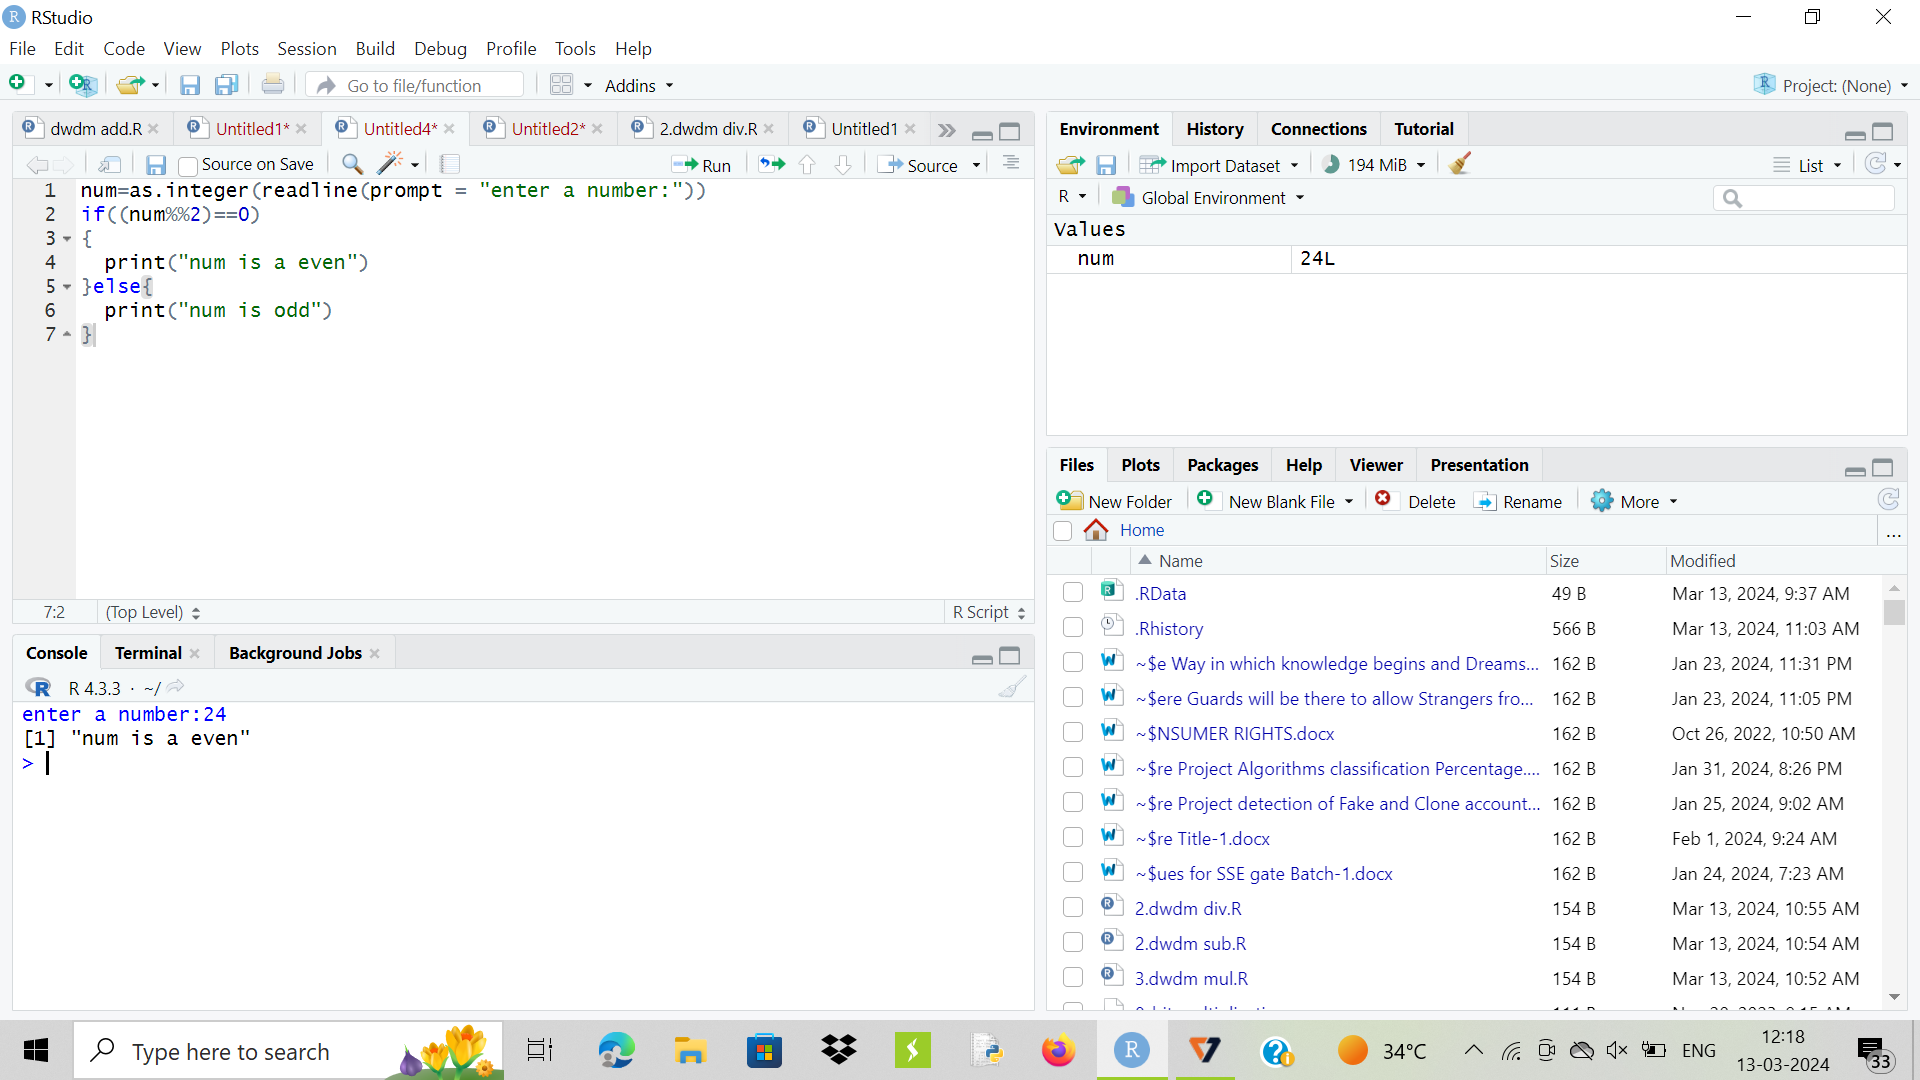 RStudio
File Edit Code View Plots Session Build Debug Profile Tools Help
Go to file/function Addins Project: (None)
dwdm add.R Untitled1* Untitled4* Untitled2* 2.dwdm div.R Untitled1
Source on Save Run Source
1 num=as.integer(readline(prompt = "enter a number:"))
2 if((num%%2)==0)
3 {
4 print("num is a even")
5 }else{
6 print("num is odd")
7 }
7:2 (Top Level) R Script
Console Terminal Background Jobs
R 4.3.3 · ~/
enter a number:24
[1] "num is a even"
>
Environment History Connections Tutorial
Import Dataset 194 MiB List
R Global Environment
Values
num 24L
Files Plots Packages Help Viewer Presentation
New Folder New Blank File Delete Rename More
Home ...
Name Size Modified
.RData 49 B Mar 13, 2024, 9:37 AM
.Rhistory 566 B Mar 13, 2024, 11:03 AM
~$e Way in which knowledge begins and Dreams... 162 B Jan 23, 2024, 11:31 PM
~$ere Guards will be there to allow Strangers fro... 162 B Jan 23, 2024, 11:05 PM
~$NSUMER RIGHTS.docx 162 B Oct 26, 2022, 10:50 AM
~$re Project Algorithms classification Percentage.... 162 B Jan 31, 2024, 8:26 PM
~$re Project detection of Fake and Clone account... 162 B Jan 25, 2024, 9:02 AM
~$re Title-1.docx 162 B Feb 1, 2024, 9:24 AM
~$ues for SSE gate Batch-1.docx 162 B Jan 24, 2024, 7:23 AM
2.dwdm div.R 154 B Mar 13, 2024, 10:55 AM
2.dwdm sub.R 154 B Mar 13, 2024, 10:54 AM
3.dwdm mul.R 154 B Mar 13, 2024, 10:52 AM
Type here to search 34°C ENG 12:18
13-03-2024 33